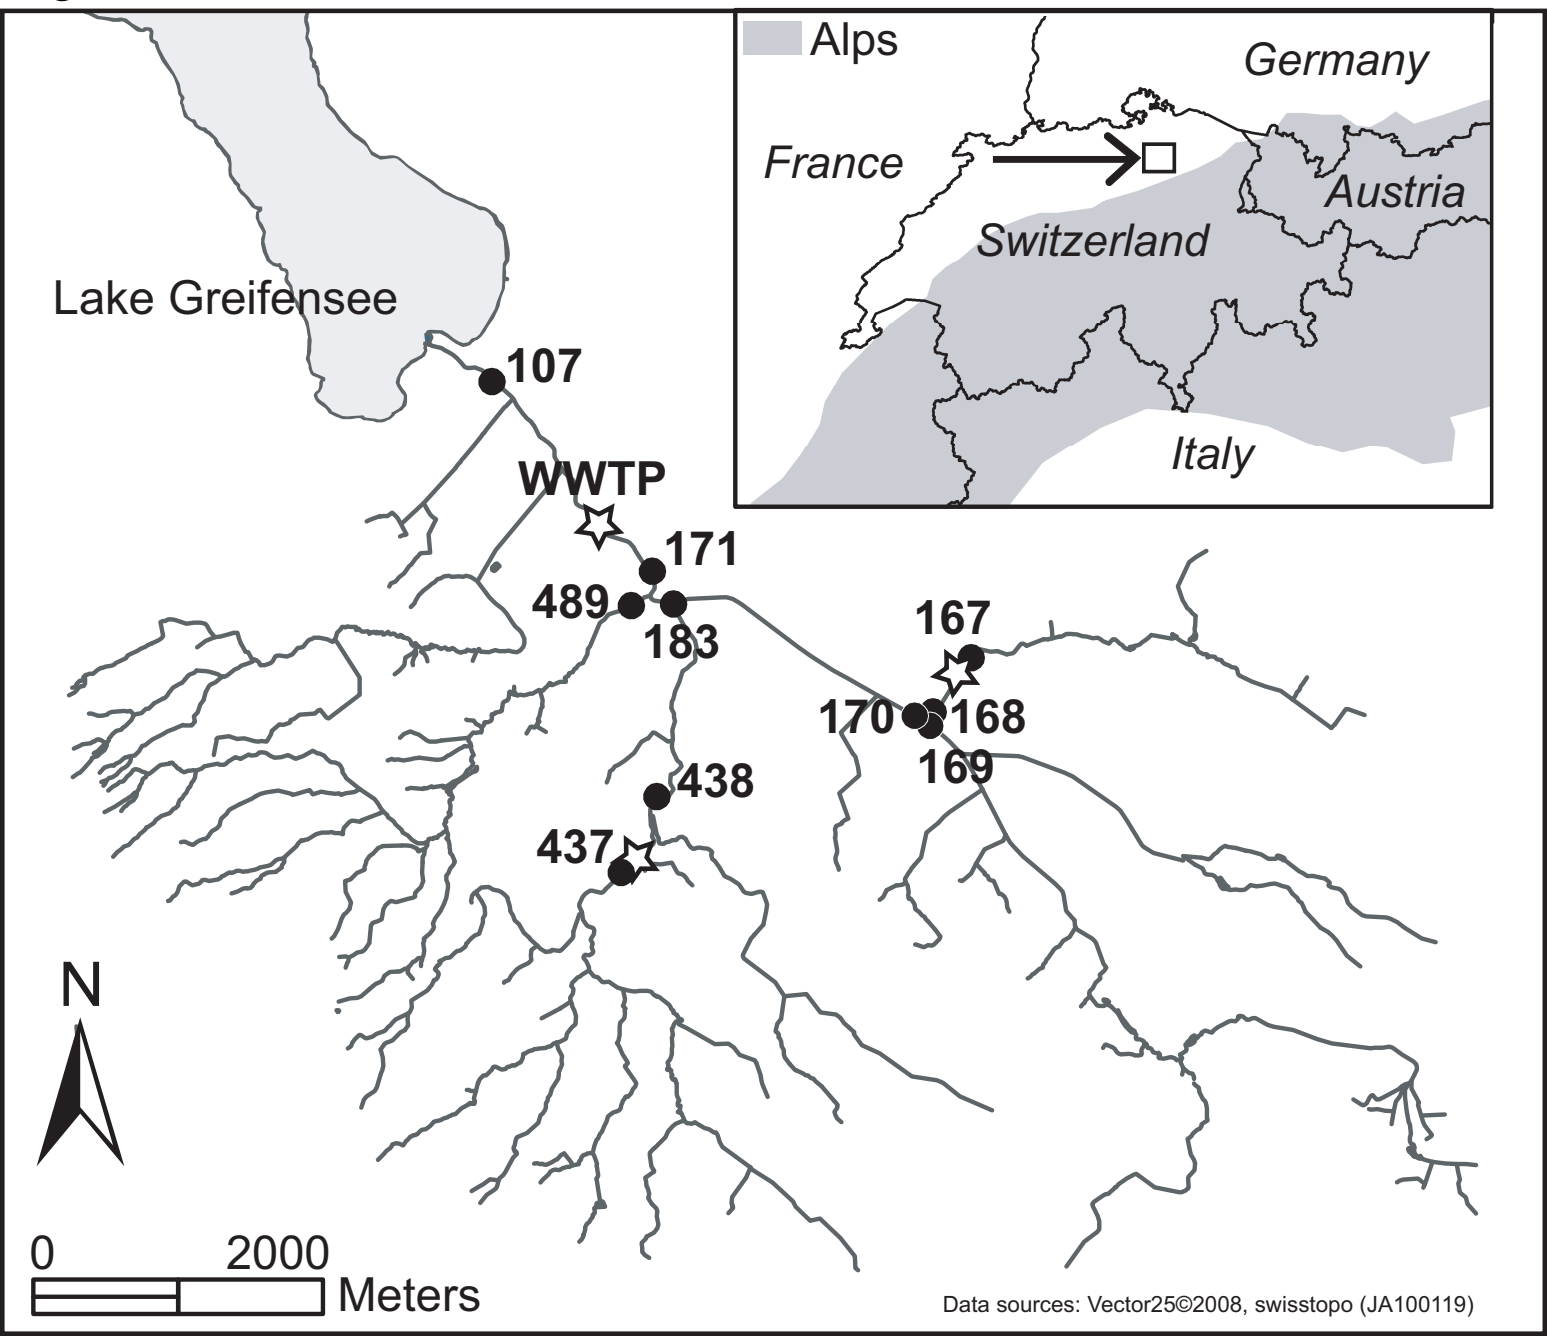 Alps
Germany
France
Austria
Switzerland
Italy
Lake Greifensee
107
WWTP
171
489
183
167
170
168
169
438
437
N
0 2000
Meters
Data sources: Vector25©2008, swisstopo (JA100119)